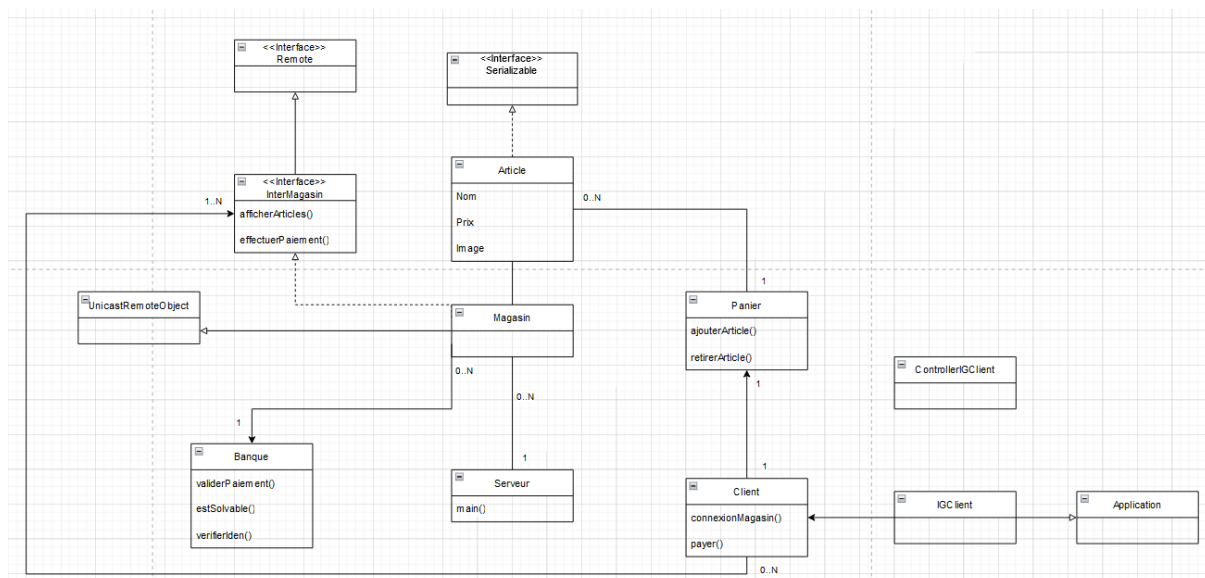 <<Interface>>
Remote
<<Interface>>
Serializable
Article
Nom
Prix
Image
<<Interface>>
InterMagasin
afficherArticles()
effectuerPaiement()
1..N
0..N
1
UnicastRemoteObject
Magasin
Panier
ajouterArticle()
retirerArticle()
ControllerIGClient
0..N
0..N
1
1
1
1
Banque
validerPaiement()
estSolvable()
verifierIden()
Serveur
main()
Client
connexionMagasin()
payer()
IGClient
Application
0..N